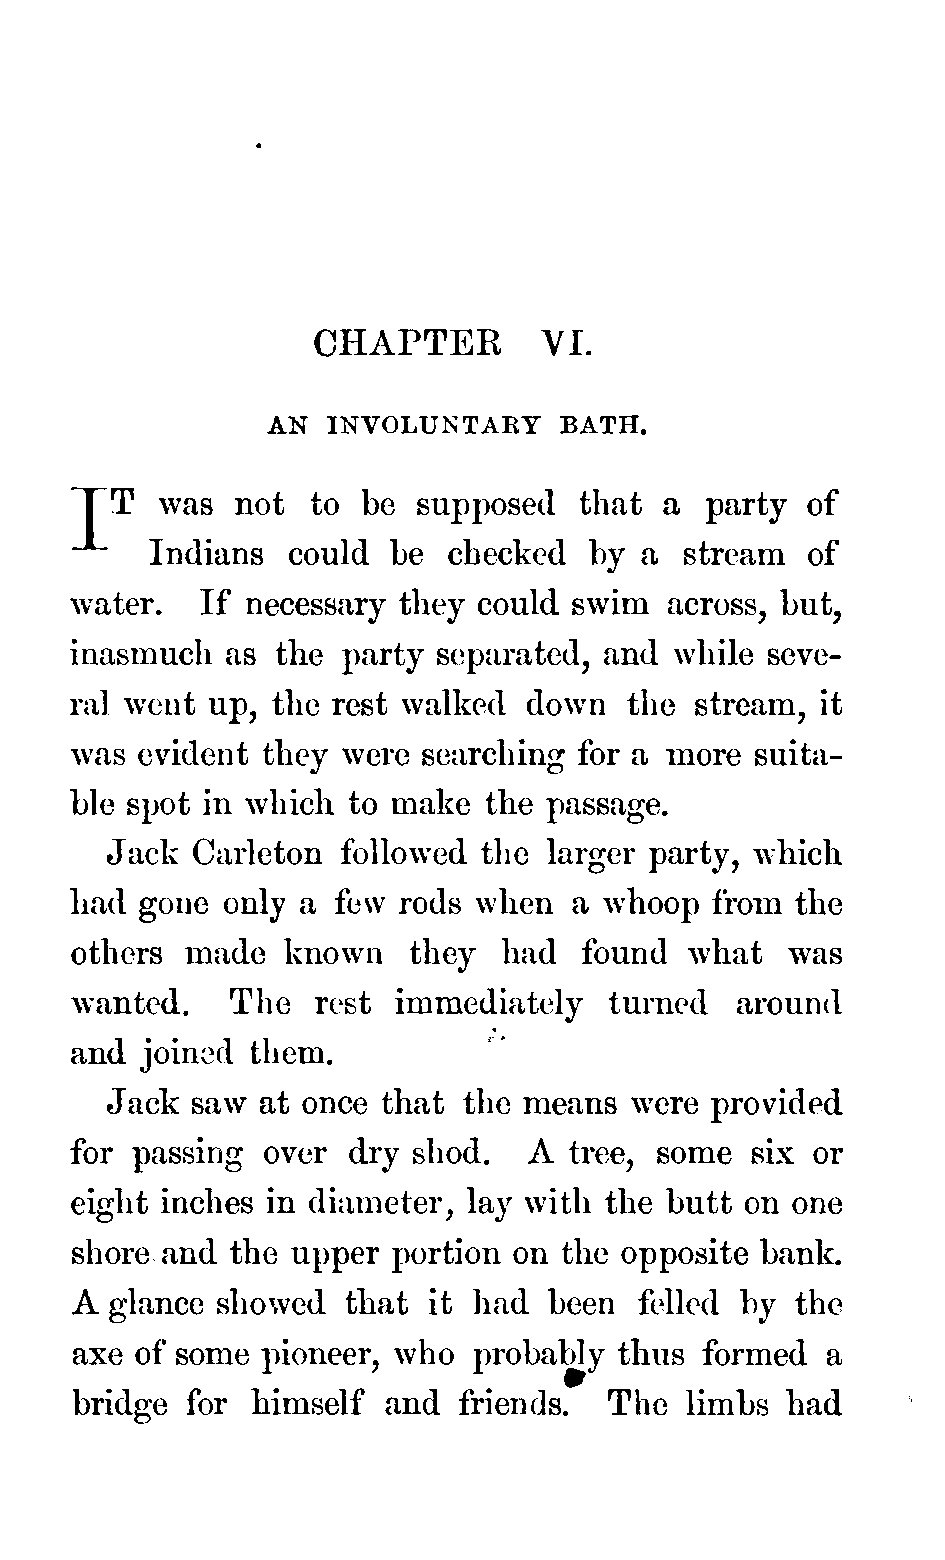 CHAPTER VI.
AN INVOLUNTARY BATH.
IT was not to be supposed that a party of
Indians could be checked by a stream of
water. If necessary they could swim across, but,
inasmuch as the party separated, and while seve-
ral went up, the rest walked down the stream, it
was evident they were searching for a more suita-
ble spot in which to make the passage.
Jack Carleton followed the larger party, which
had gone only a few rods when a whoop from the
others made known they had found what was
wanted. The rest immediately turned around
and joined them.
Jack saw at once that the means were provided
for passing over dry shod. A tree, some six or
eight inches in diameter, lay with the butt on one
shore and the upper portion on the opposite bank.
A glance showed that it had been felled by the
axe of some pioneer, who probably thus formed a
bridge for himself and friends. The limbs had